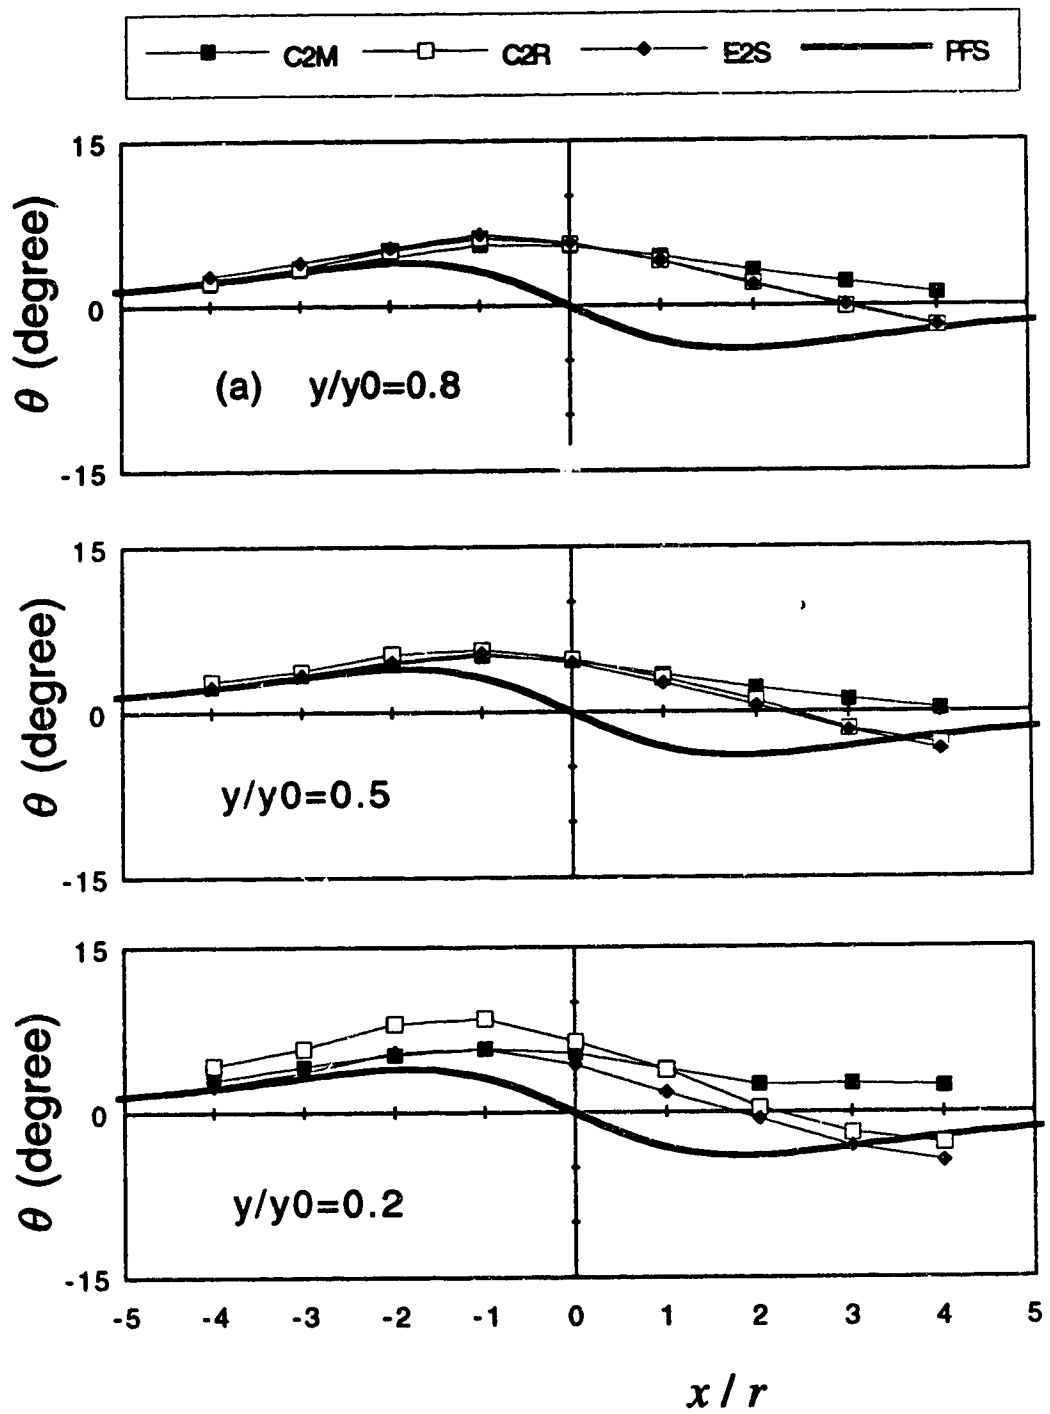 C2M C2R E2S PFS
15
0
-15
θ (degree)
(a) y/y0=0.8
15
0
-15
θ (degree)
y/y0=0.5
15
0
-15
θ (degree)
y/y0=0.2
-5 -4 -3 -2 -1 0 1 2 3 4 5
x / r